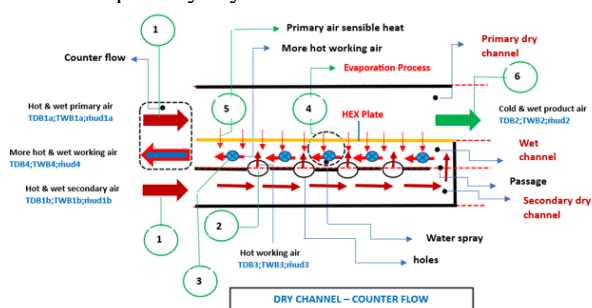 1
Primary air sensible heat
Primary dry
channel
More hot working air
Counter flow
Evaporation Process
6
Hot & wet primary air
TDB1a;TWB1a;ṁud1a
5
4
HEX Plate
Cold & wet product air
TDB2;TWB2;ṁud2
More hot working air
TDB4;TWB4;ṁud4
Wet
channel
Hot & wet secondary air
TDB1b;TWB1b;ṁud1b
Passage
Secondary dry
channel
1
2
Hot working air
TDB3;TWB3;ṁud3
Water spray
holes
3
DRY CHANNEL – COUNTER FLOW